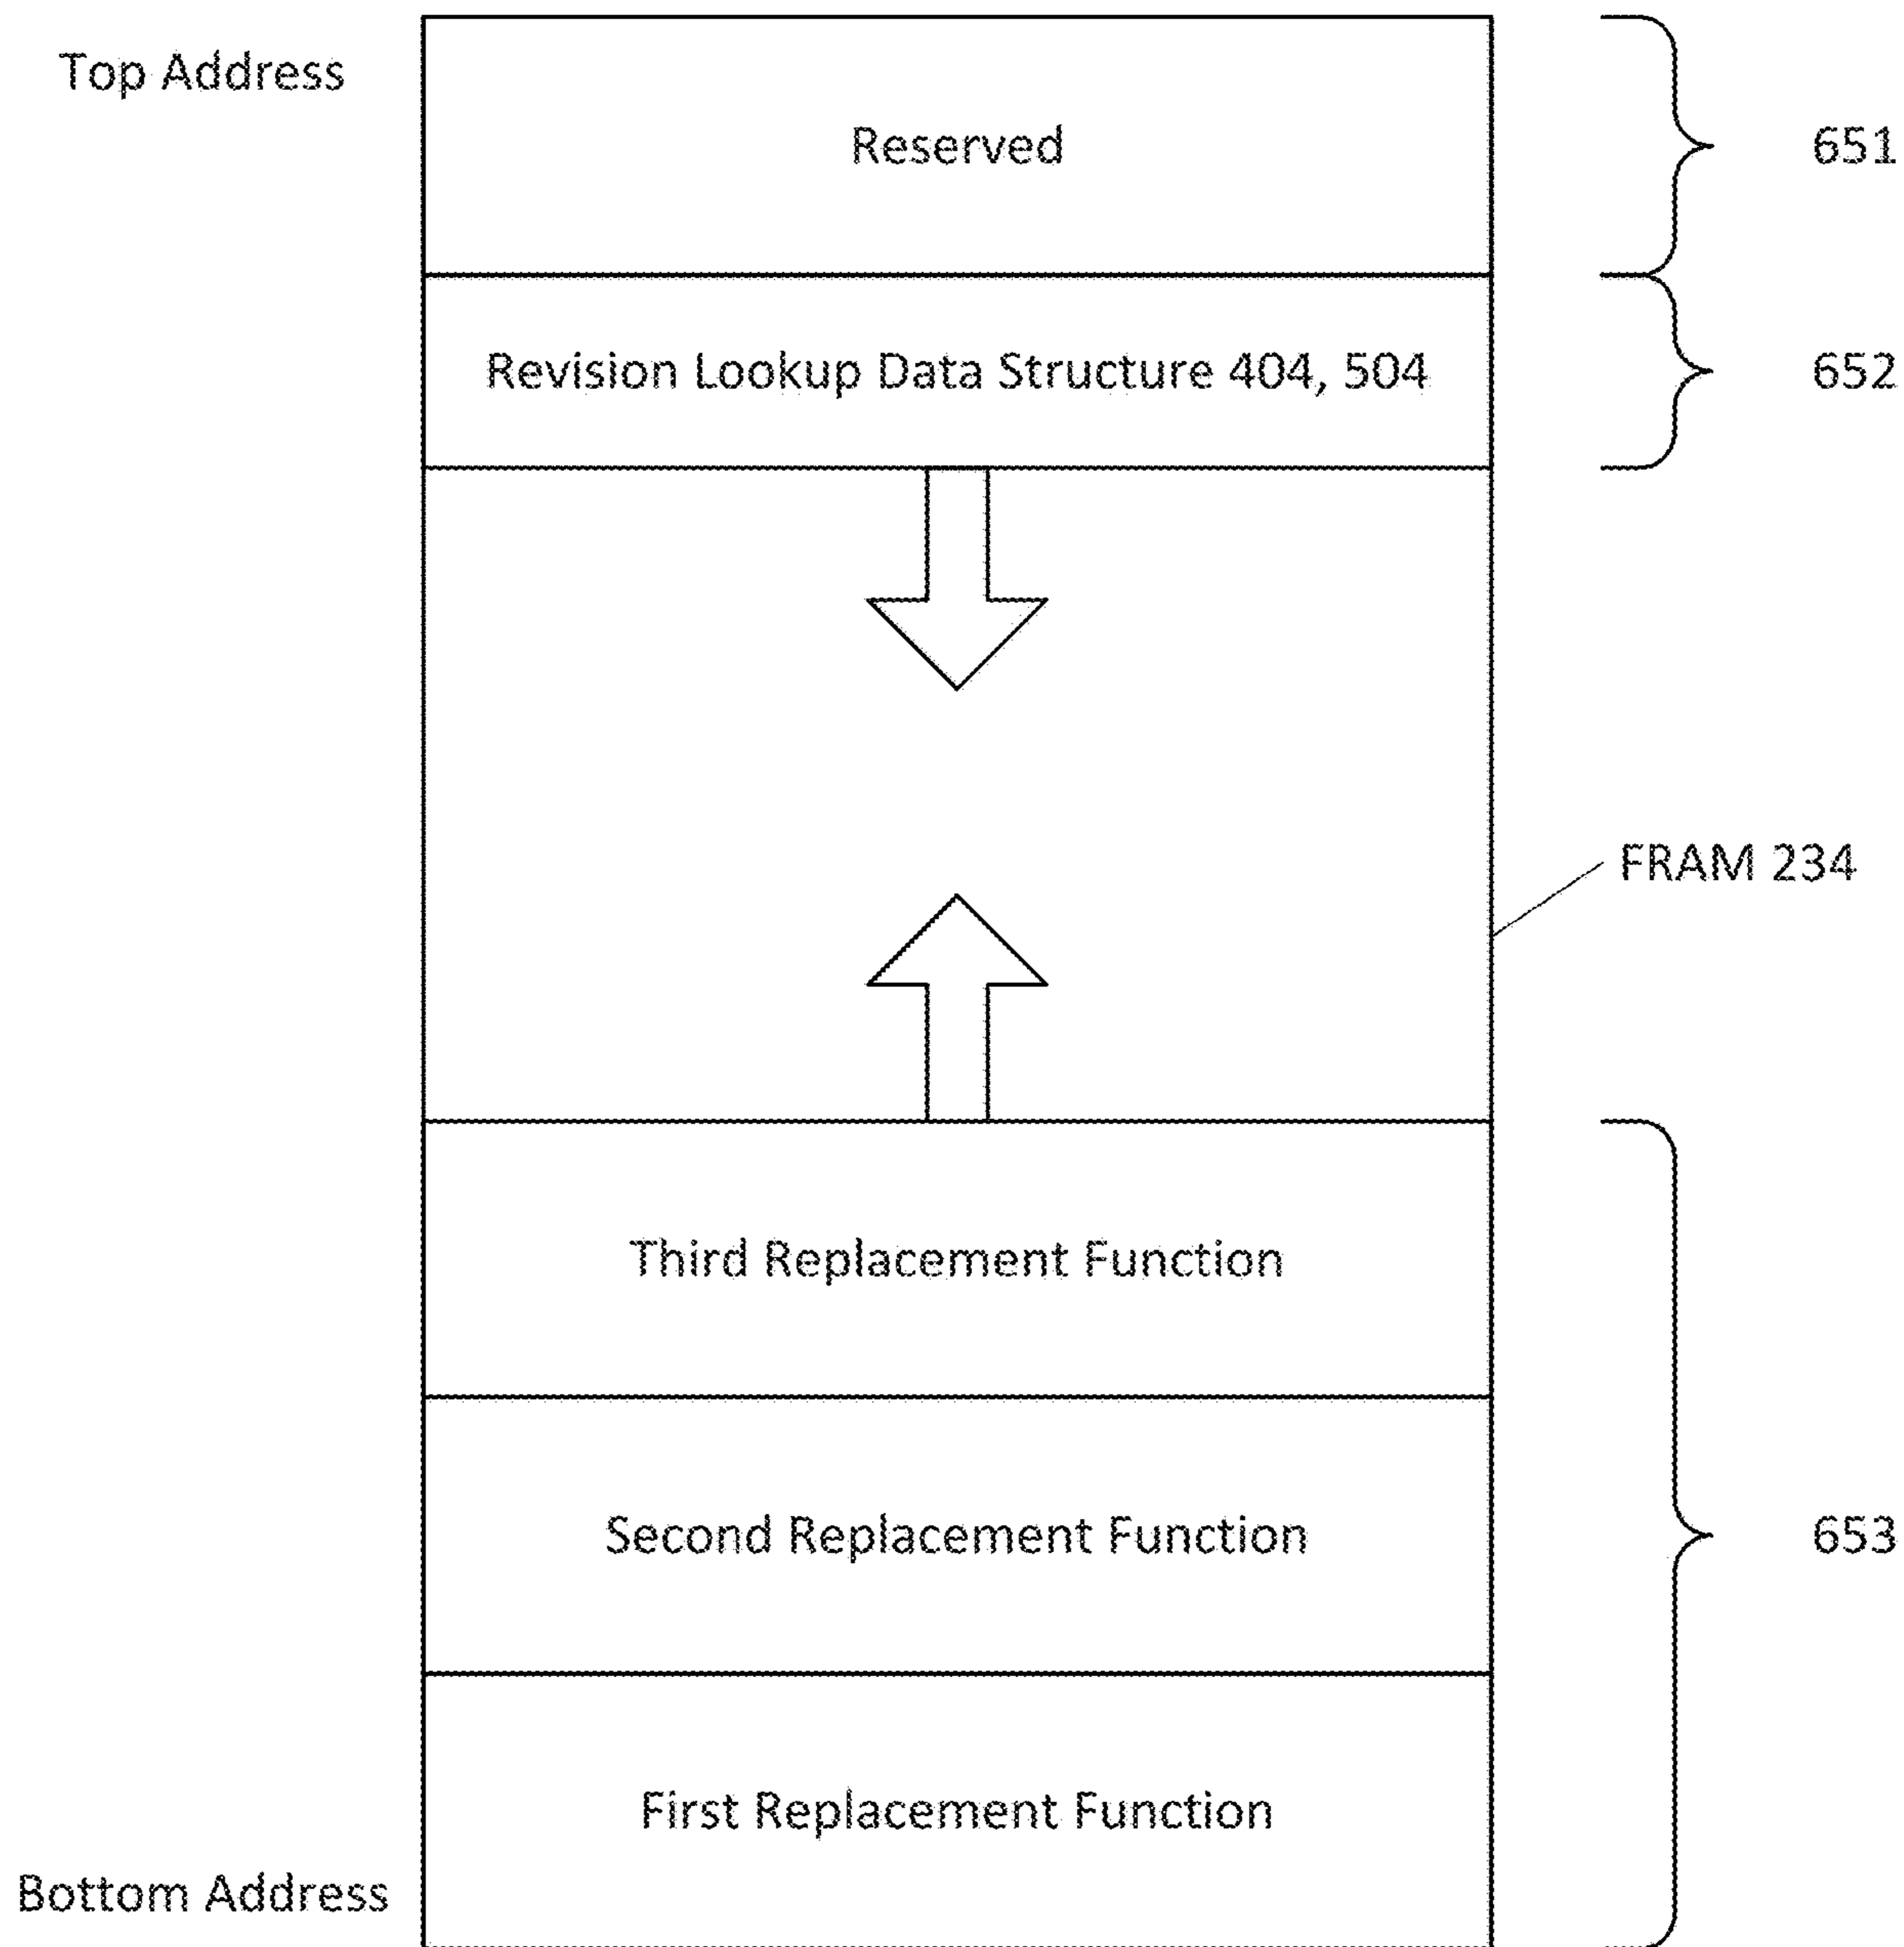 Top Address
Reserved
651
Revision Lookup Data Structure 404, 504
652
FRAM 234
Third Replacement Function
Second Replacement Function
653
First Replacement Function
Bottom Address